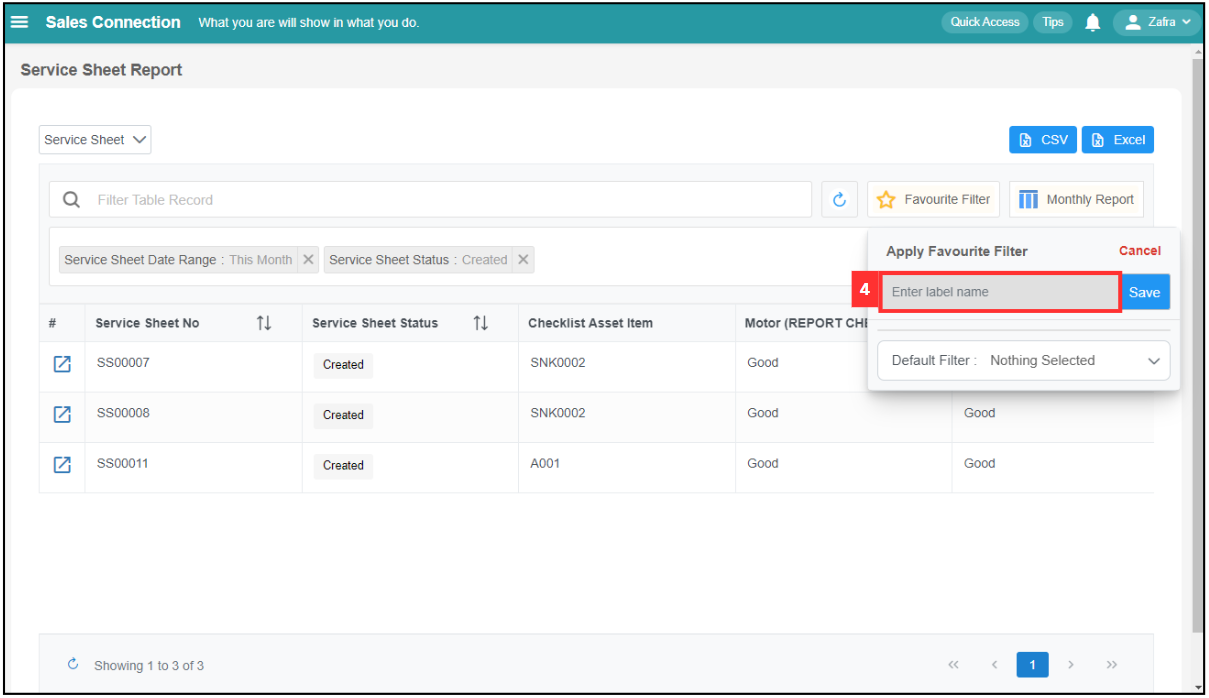 Sales Connection What you are will show in what you do. Quick Access Tips Zafra
Service Sheet Report
Service Sheet CSV Excel
Filter Table Record Favourite Filter Monthly Report
Apply Favourite Filter Cancel
Service Sheet Date Range : This Month Service Sheet Status : Created
4 Enter label name Save
# Service Sheet No Service Sheet Status Checklist Asset Item Motor (REPORT CHE
Default Filter : Nothing Selected
SS00007 Created SNK0002 Good
SS00008 Created SNK0002 Good Good
SS00011 Created A001 Good Good
Showing 1 to 3 of 3 « ‹ 1 › »